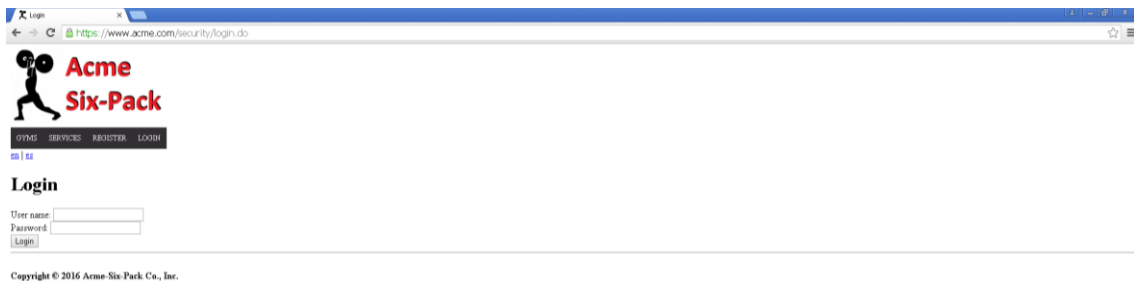 Login
https://www.acme.com/security/login.do
Acme
Six-Pack
GYMS SERVICES REGISTER LOGIN
en | es
Login
User name:
Password:
Login
Copyright © 2016 Acme-Six-Pack Co., Inc.